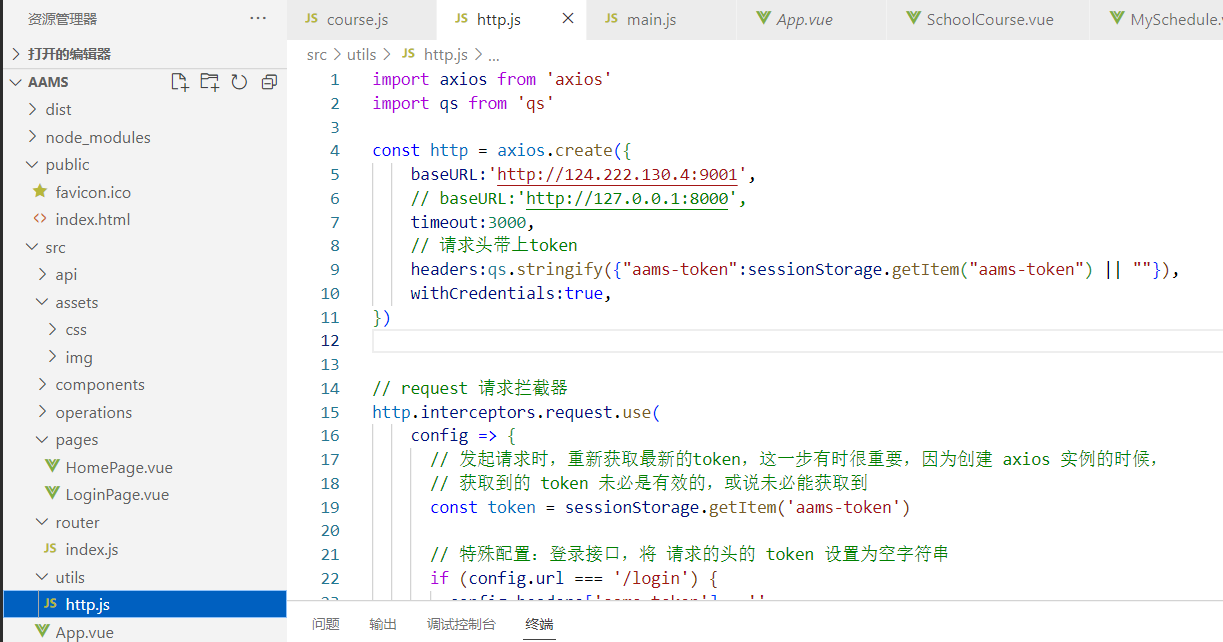 资源管理器 ...
打开的编辑器
AAMS
dist
node_modules
public
favicon.ico
index.html
src
api
assets
css
img
components
operations
pages
HomePage.vue
LoginPage.vue
router
JS index.js
utils
JS http.js
App.vue
JS course.js
JS http.js
JS main.js
App.vue
SchoolCourse.vue
MySchedule.v
src > utils > JS http.js > ...
1 import axios from 'axios'
2 import qs from 'qs'
3
4 const http = axios.create({
5 baseURL:'http://124.222.130.4:9001',
6 // baseURL:'http://127.0.0.1:8000',
7 timeout:3000,
8 // 请求头带上token
9 headers:qs.stringify({"aams-token":sessionStorage.getItem("aams-token") || ""}),
10 withCredentials:true,
11 })
12
13
14 // request 请求拦截器
15 http.interceptors.request.use(
16 config => {
17 // 发起请求时，重新获取最新的token，这一步有时很重要，因为创建 axios 实例的时候，
18 // 获取到的 token 未必是有效的，或说未必能获取到
19 const token = sessionStorage.getItem('aams-token')
20
21 // 特殊配置：登录接口，将 请求的头的 token 设置为空字符串
22 if (config.url === '/login') {
问题 输出 调试控制台 终端